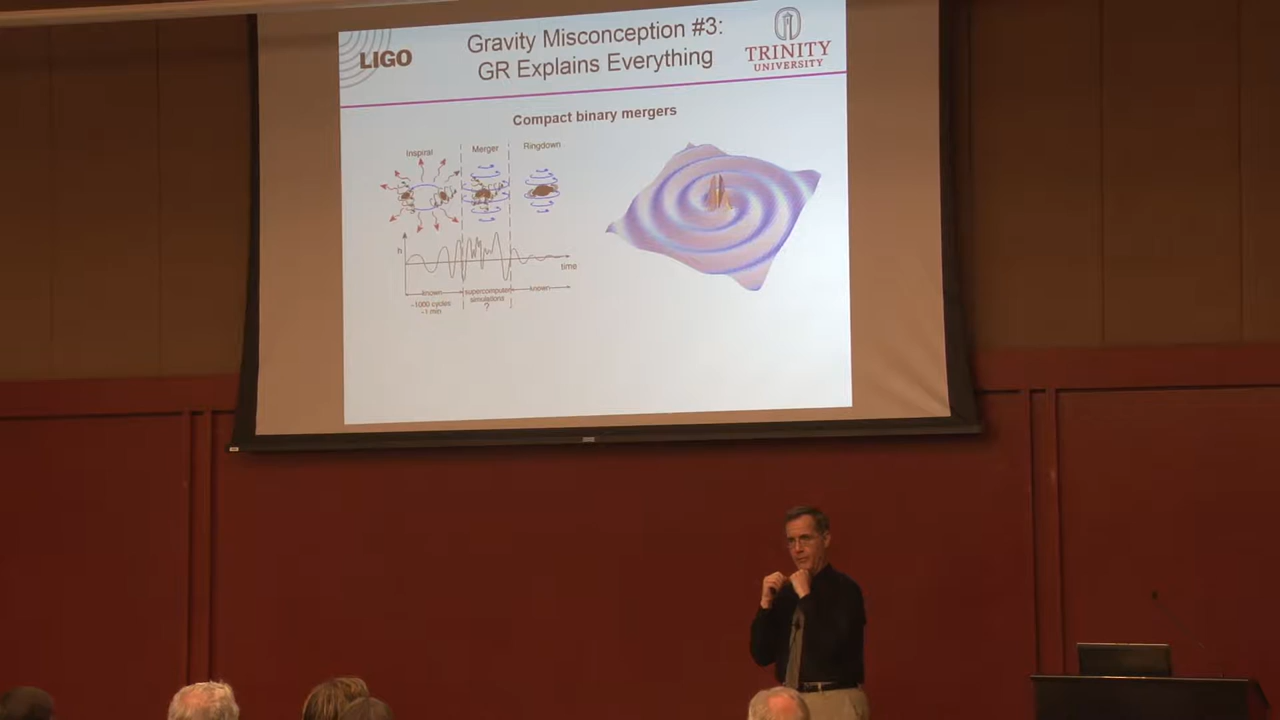 LIGO
Gravity Misconception #3:
GR Explains Everything
TRINITY
UNIVERSITY
Compact binary mergers
Inspiral
Merger
Ringdown
h
time
known
supercomputer
simulations
?
known
~1000 cycles
~1 min